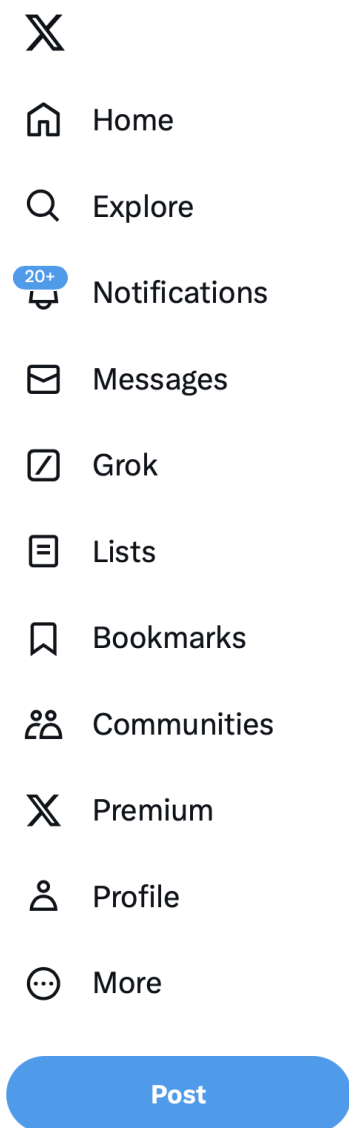 Home
Explore
20+
Notifications
Messages
Grok
Lists
Bookmarks
Communities
Premium
Profile
More
Post